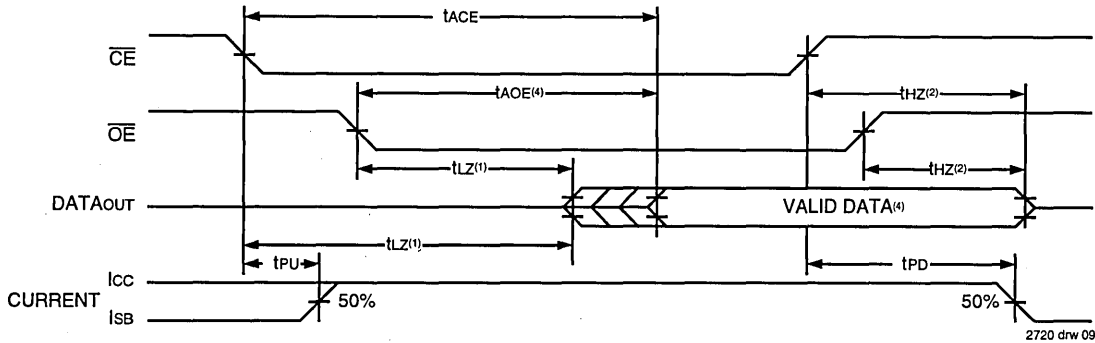 tACE
CE
tAOE(4)
tHZ(2)
OE
tLZ(1)
tHZ(2)
DATAOUT
VALID DATA(4)
tLZ(1)
tPU
tPD
ICC
CURRENT
50%
50%
ISB
2720 drw 09